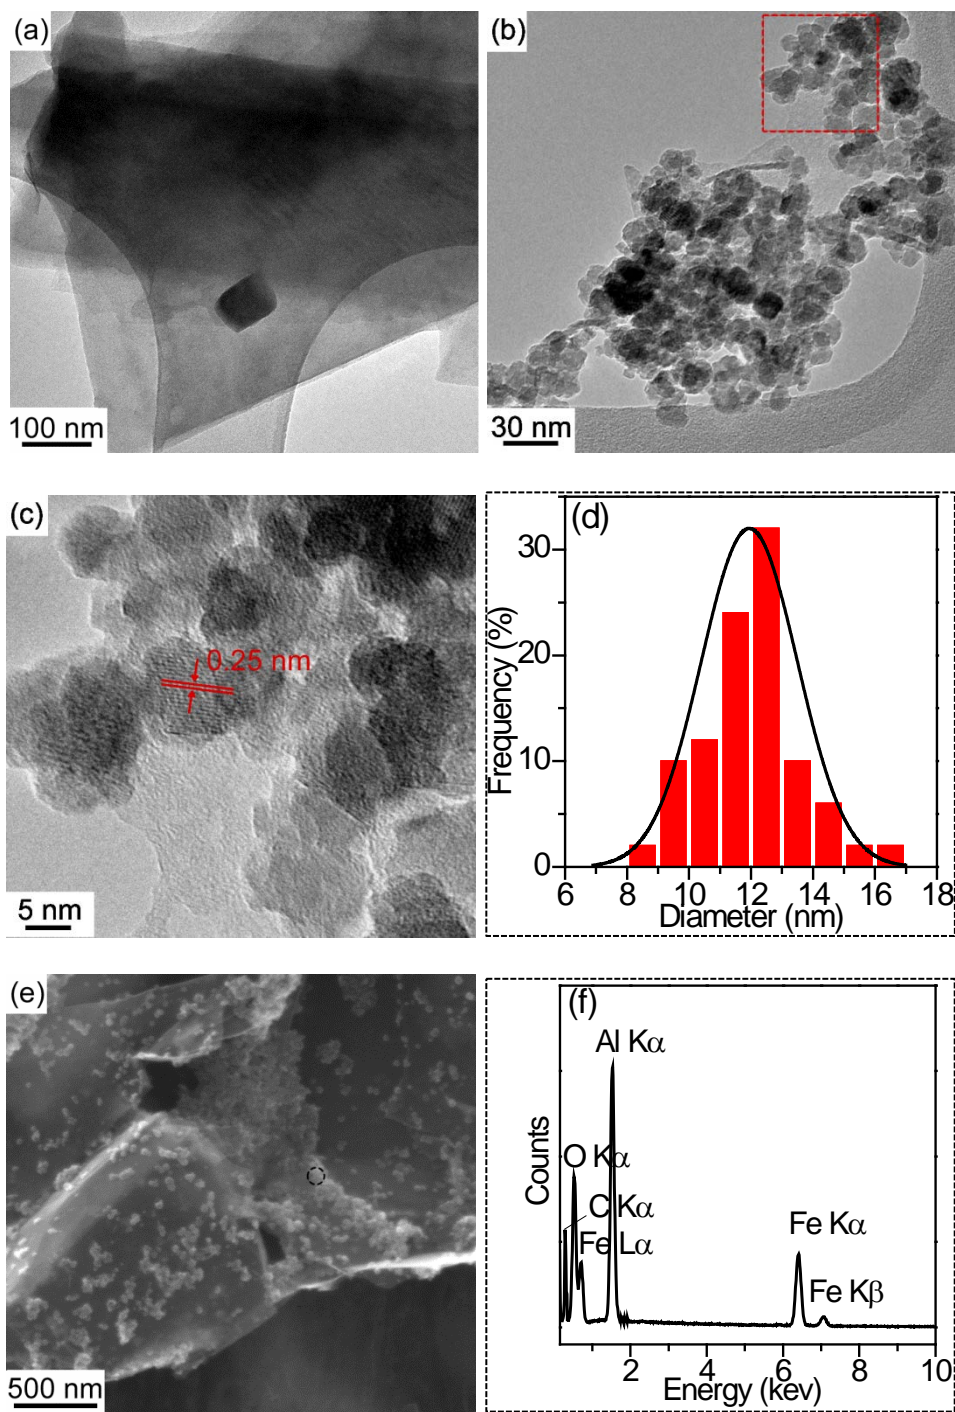 (a)
100 nm
(b)
30 nm
(c)
0.25 nm
5 nm
(d)
Frequency (%)
30
20
10
0
6 8 10 12 14 16 18
Diameter (nm)
(e)
500 nm
(f)
Counts
Al Kα
O Kα
C Kα
Fe Lα
Fe Kα
Fe Kβ
2 4 6 8 10
Energy (kev)